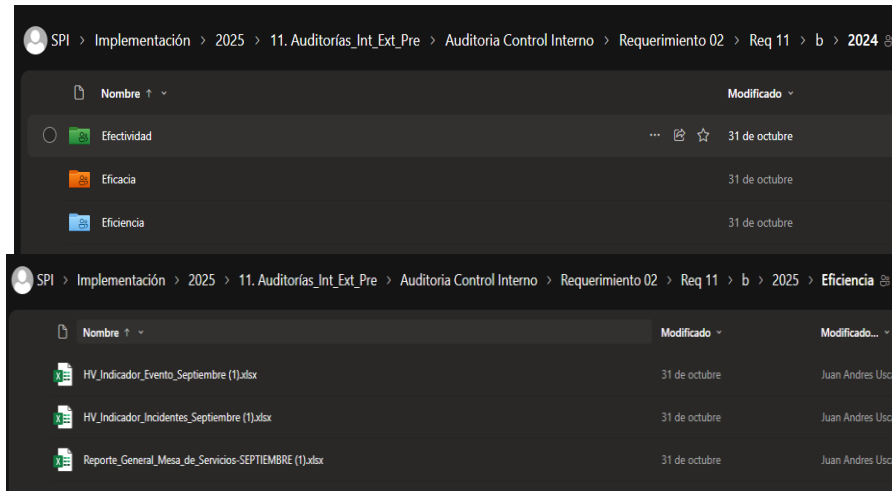 SPI > Implementación > 2025 > 11. Auditorías_Int_Ext_Pre > Auditoria Control Interno > Requerimiento 02 > Req 11 > b > 2024
Nombre ↑ Modificado
Efectividad ... 31 de octubre
Eficacia 31 de octubre
Eficiencia 31 de octubre
SPI > Implementación > 2025 > 11. Auditorías_Int_Ext_Pre > Auditoria Control Interno > Requerimiento 02 > Req 11 > b > 2025 > Eficiencia
Nombre ↑ Modificado Modificado...
HV_Indicador_Evento_Septiembre (1).xlsx 31 de octubre Juan Andres Usc
HV_Indicador_Incidentes_Septiembre (1).xlsx 31 de octubre Juan Andres Usc
Reporte_General_Mesa_de_Servicios-SEPTIEMBRE (1).xlsx 31 de octubre Juan Andres Usc